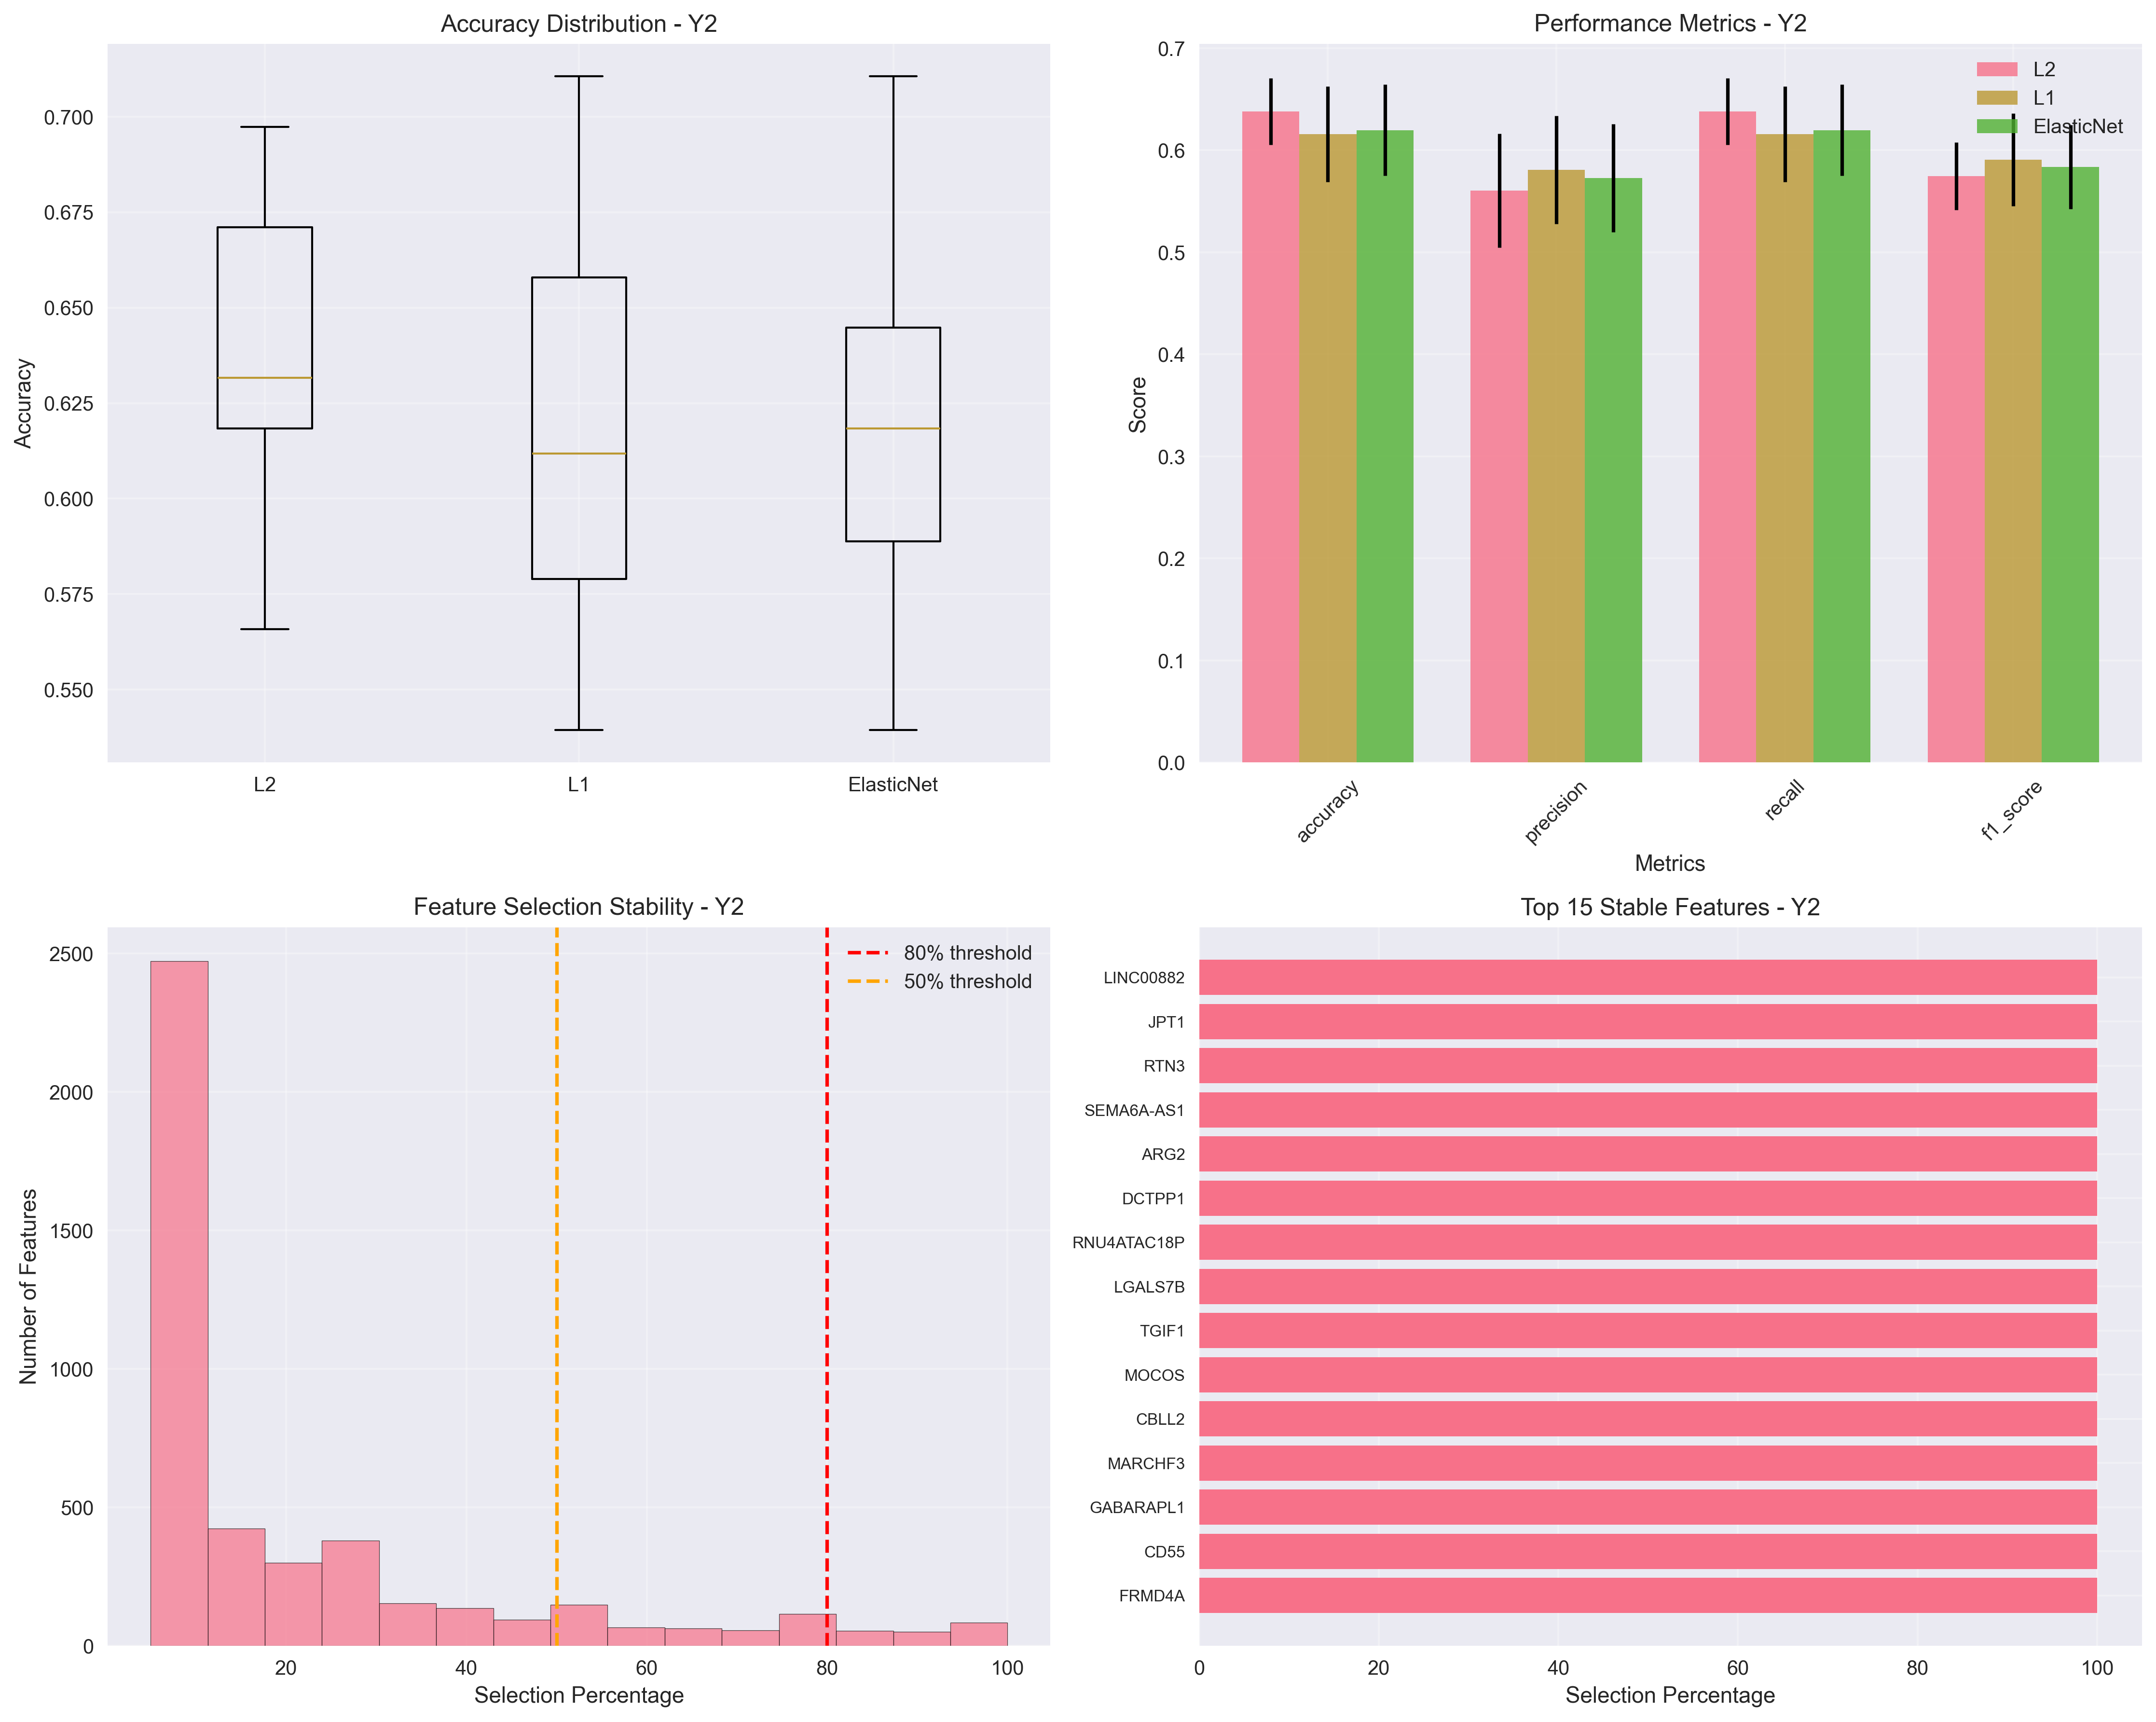 Accuracy Distribution - Y2
Accuracy
0.700
0.675
0.650
0.625
0.600
0.575
0.550
L2
L1
ElasticNet
Performance Metrics - Y2
Score
0.7
0.6
0.5
0.4
0.3
0.2
0.1
0.0
L2
L1
ElasticNet
accuracy
precision
recall
f1_score
Metrics
Feature Selection Stability - Y2
Number of Features
2500
2000
1500
1000
500
0
80% threshold
50% threshold
20
40
60
80
100
Selection Percentage
Top 15 Stable Features - Y2
LINC00882
JPT1
RTN3
SEMA6A-AS1
ARG2
DCTPP1
RNU4ATAC18P
LGALS7B
TGIF1
MOCOS
CBLL2
MARCHF3
GABARAPL1
CD55
FRMD4A
0
20
40
60
80
100
Selection Percentage